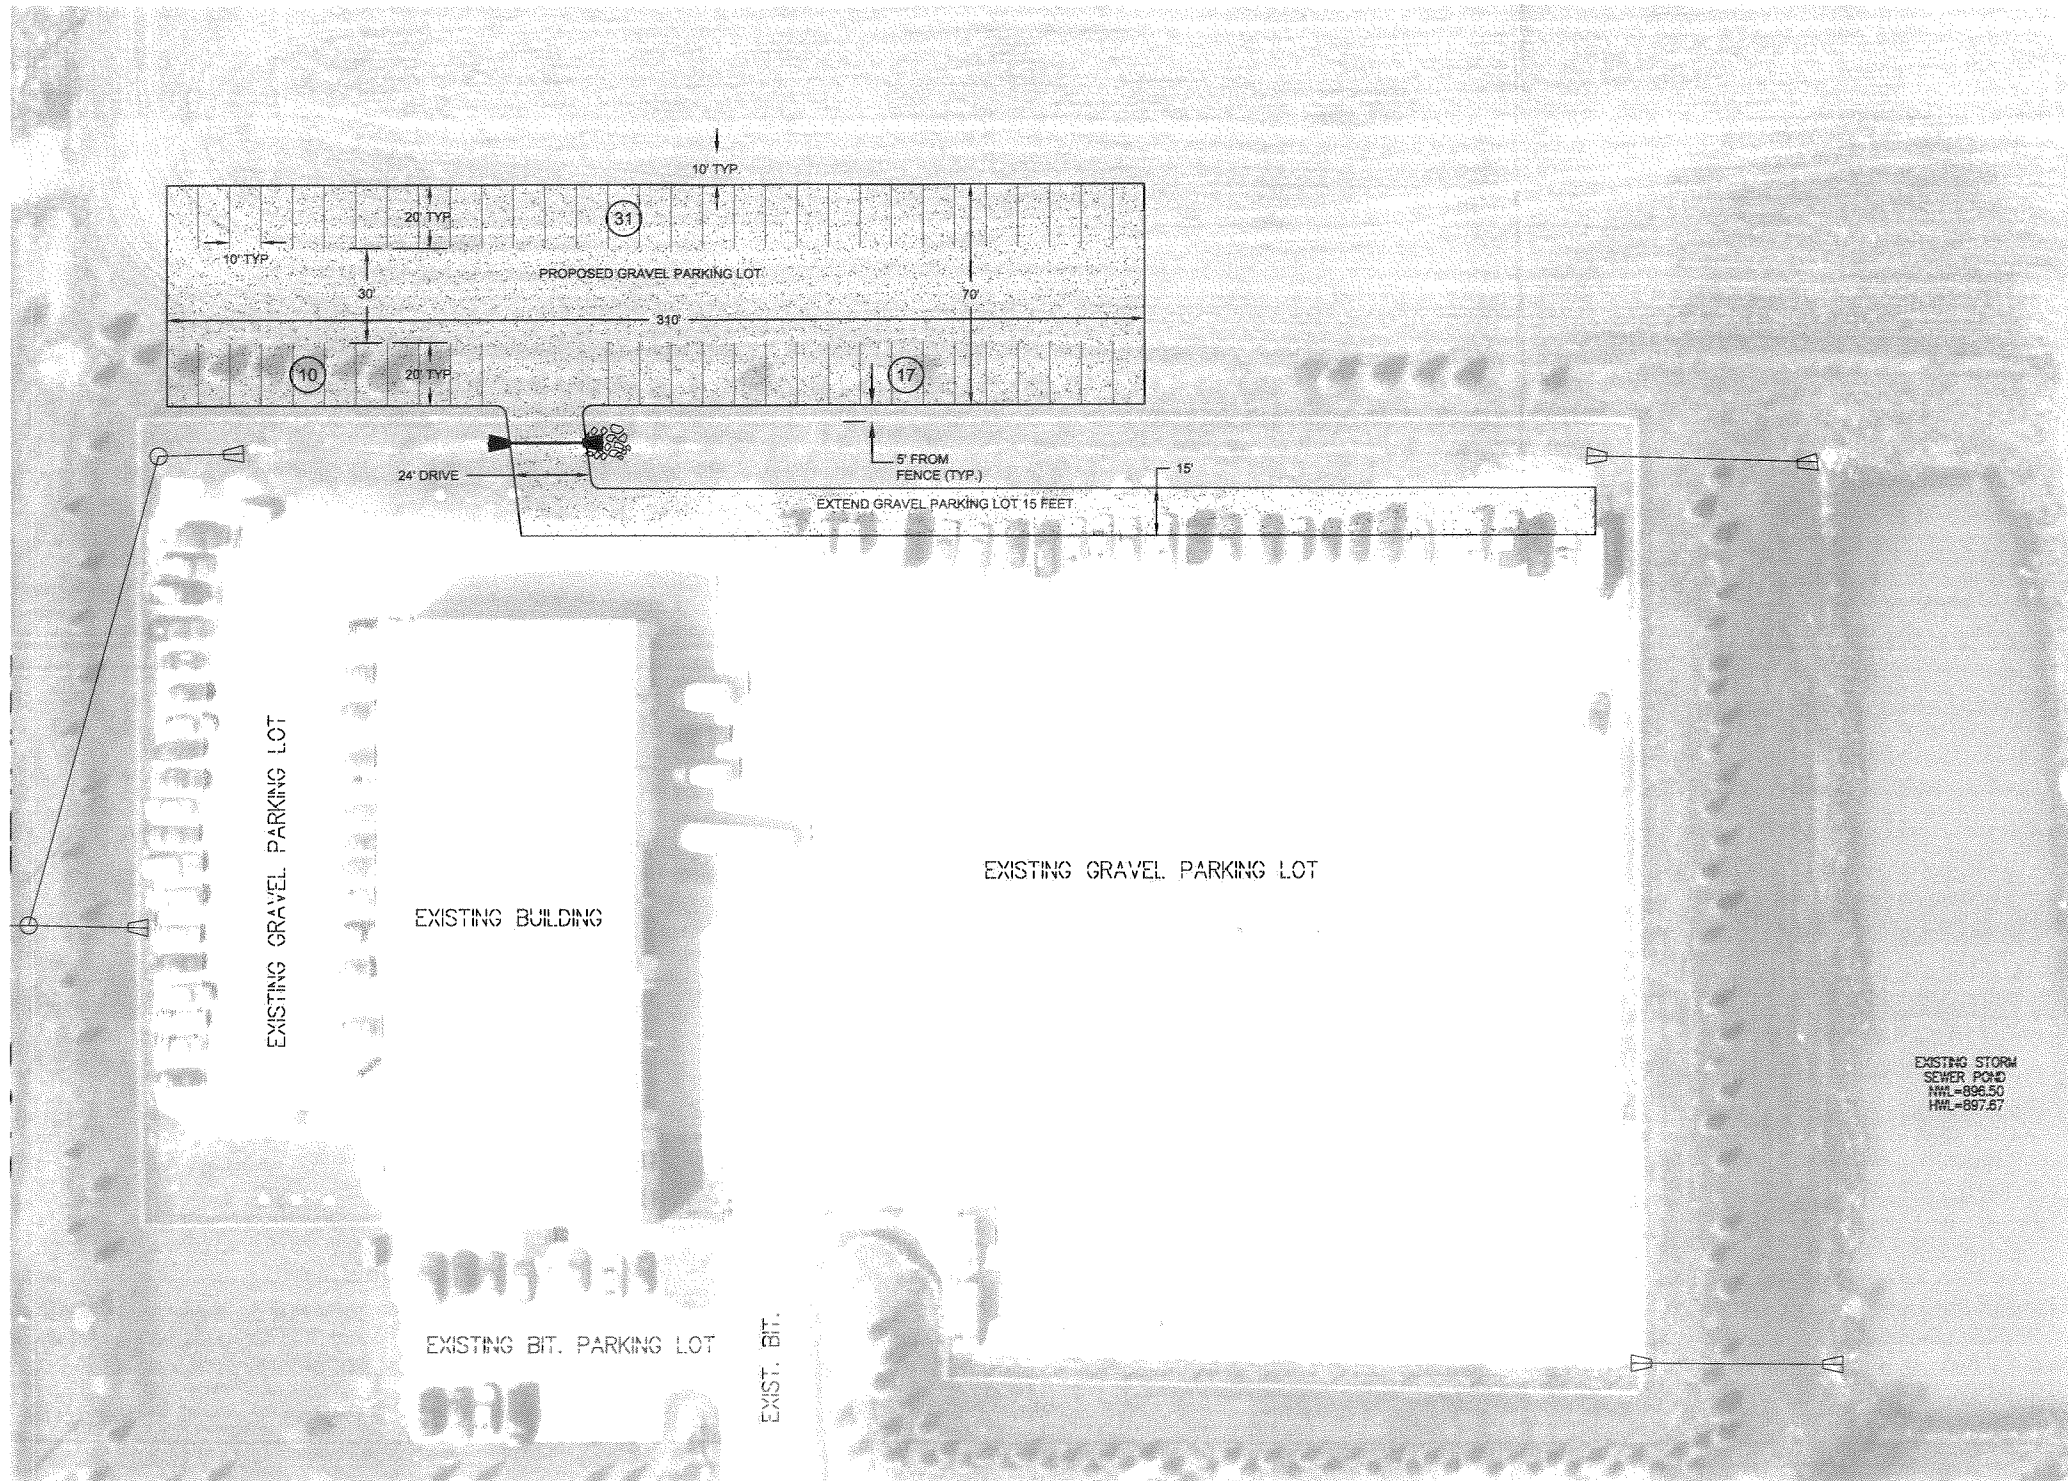 10' TYP.
20' TYP.
31
10' TYP.
PROPOSED GRAVEL PARKING LOT
30'
70'
310'
10
20' TYP.
17
5' FROM
FENCE (TYP.)
24' DRIVE
15'
EXTEND GRAVEL PARKING LOT 15 FEET
EXISTING GRAVEL PARKING LOT
EXISTING BUILDING
EXISTING GRAVEL PARKING LOT
EXISTING STORM
SEWER POND
NWL=896.50
HWL=897.67
EXISTING BIT. PARKING LOT
EXIST. BIT.